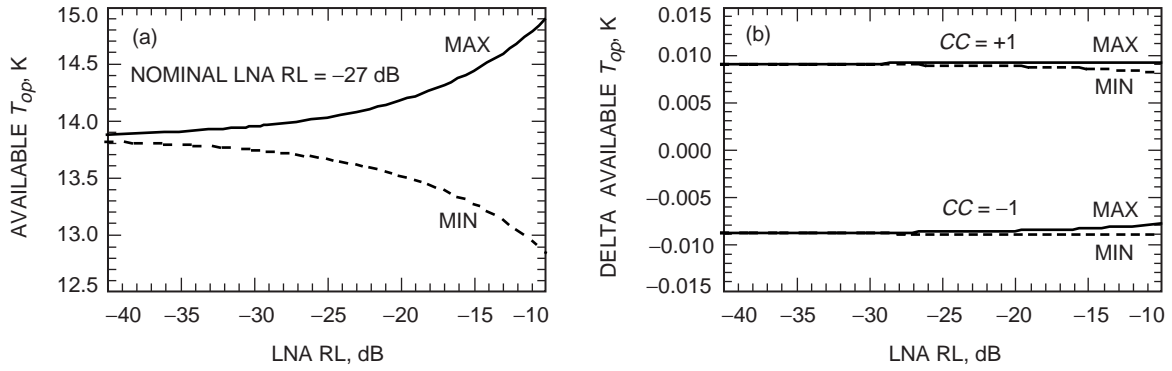 (a)
MAX
NOMINAL LNA RL = –27 dB
MIN
AVAILABLE Top, K
15.0
14.5
14.0
13.5
13.0
12.5
–40 –35 –30 –25 –20 –15 –10
LNA RL, dB
(b)
CC = +1
MAX
MIN
CC = –1
MAX
MIN
DELTA AVAILABLE Top, K
0.015
0.010
0.005
0.000
–0.005
–0.010
–0.015
–40 –35 –30 –25 –20 –15 –10
LNA RL, dB